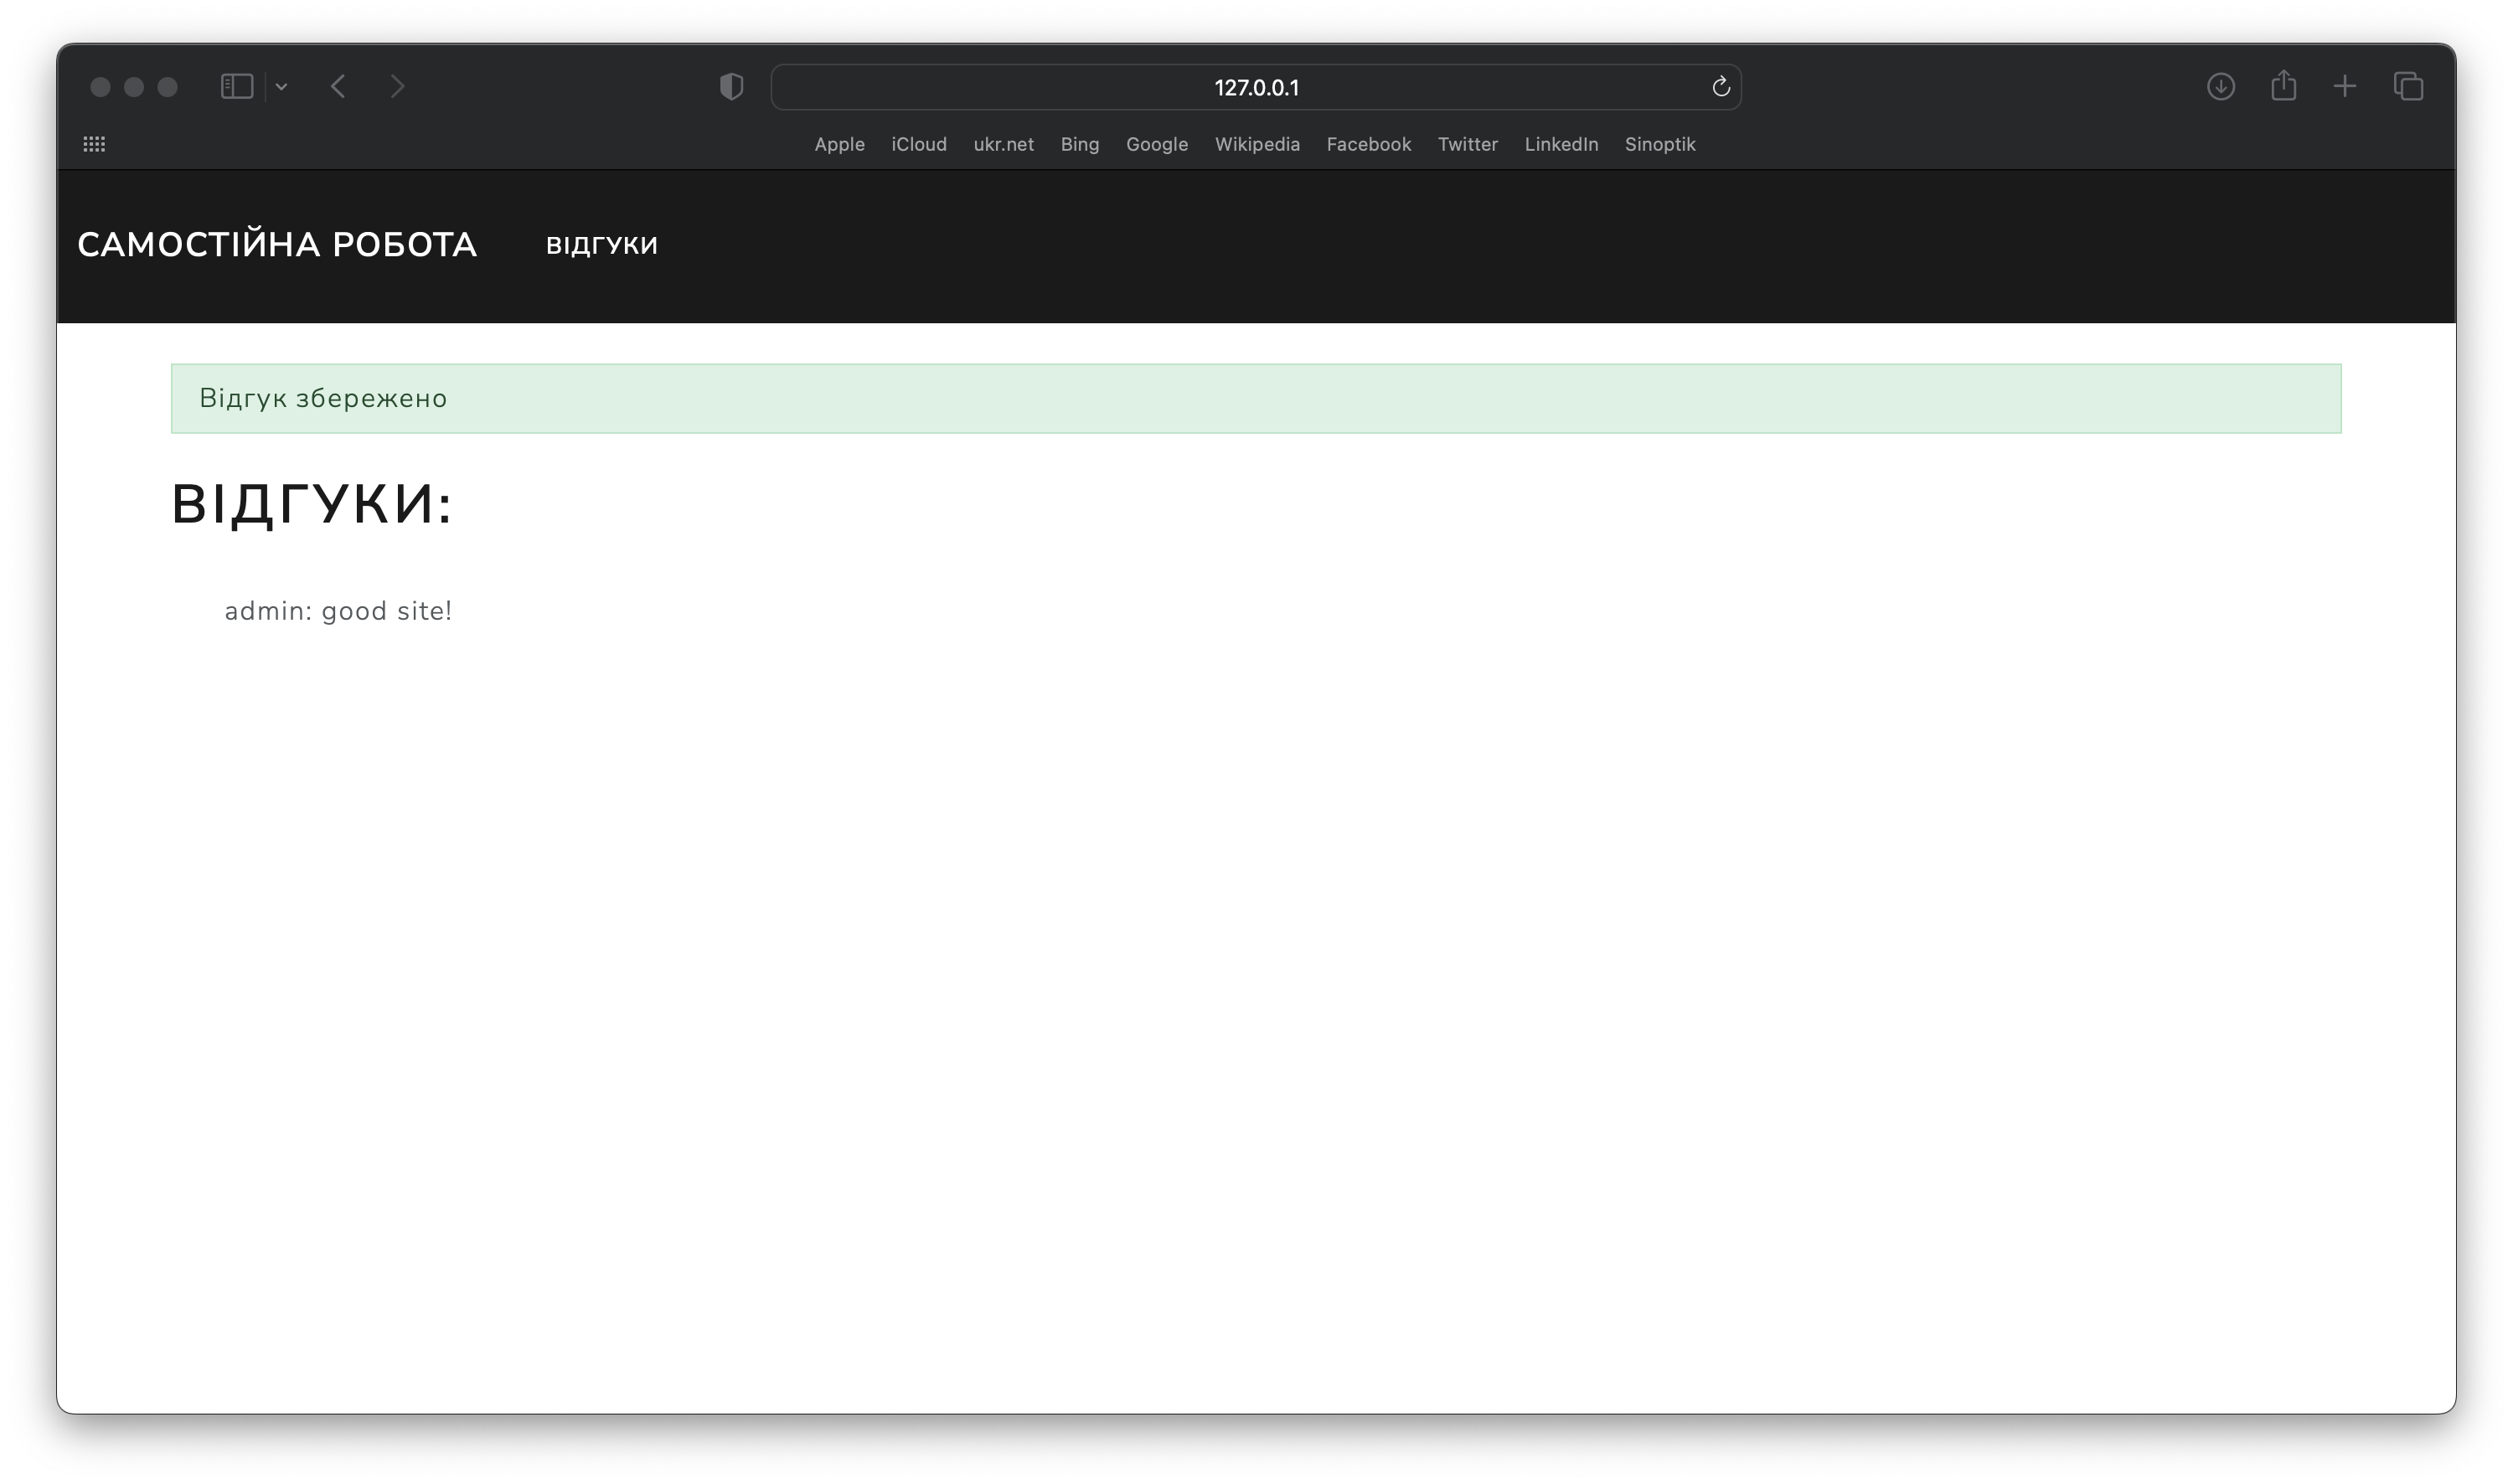 127.0.0.1
Apple iCloud ukr.net Bing Google Wikipedia Facebook Twitter LinkedIn Sinoptik
САМОСТІЙНА РОБОТА ВІДГУКИ
Відгук збережено
ВІДГУКИ:
admin: good site!